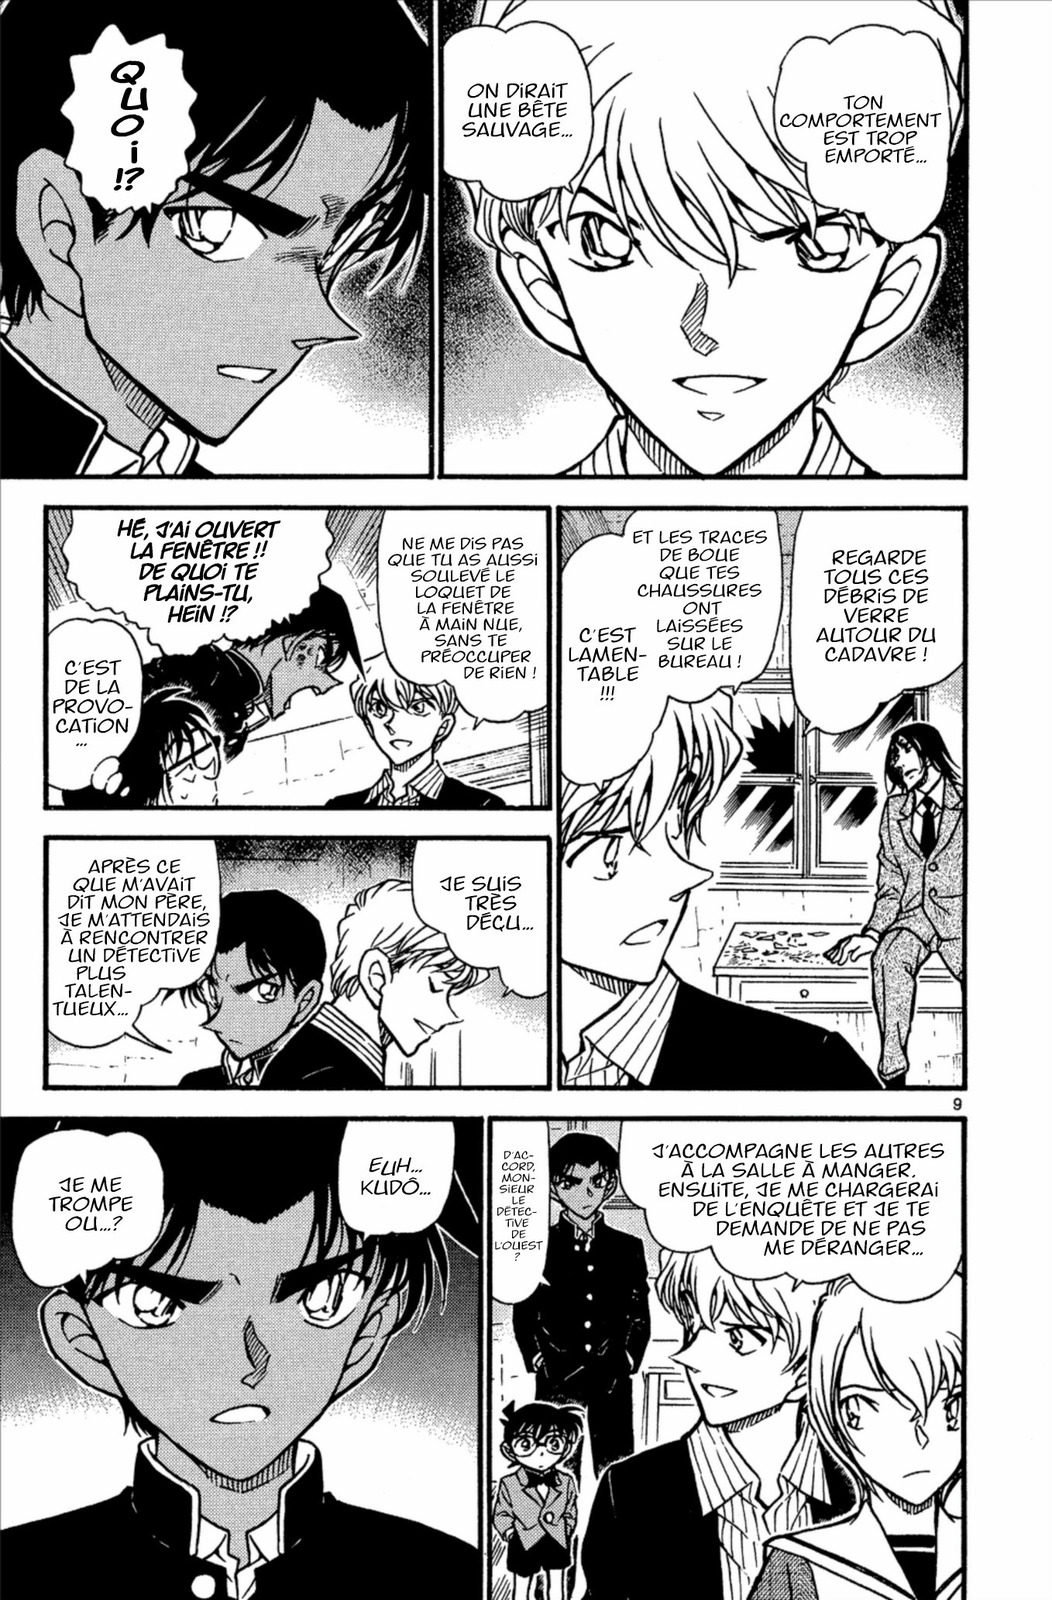 TON
COMPORTEMENT
EST TROP
EMPORTÉ...
ON DIRAIT
UNE BÊTE
SAUVAGE...
QUOI !?
REGARDE
TOUS CES
DÉBRIS DE
VERRE
AUTOUR DU
CADAVRE !
ET LES TRACES
DE BOUE
QUE TES
CHAUSSURES
ONT
LAISSÉES
SUR LE
BUREAU !
C'EST
LAMEN-
TABLE
!!!
NE ME DIS PAS
QUE TU AS AUSSI
SOULEVÉ LE
LOQUET DE
LA FENÊTRE
À MAIN NUE,
SANS TE
PRÉOCCUPER
DE RIEN !
HÉ, J'AI OUVERT
LA FENÊTRE !!
DE QUOI TE
PLAINS-TU,
HEIN !?
C'EST
DE LA
PROVO-
CATION
...
JE SUIS
TRÈS
DÉÇU...
APRÈS CE
QUE M'AVAIT
DIT MON PÈRE,
JE M'ATTENDAIS
À RENCONTRER
UN DÉTECTIVE
PLUS
TALEN-
TUEUX...
9
J'ACCOMPAGNE LES AUTRES
À LA SALLE À MANGER.
ENSUITE, JE ME CHARGERAI
DE L'ENQUÊTE ET JE TE
DEMANDE DE NE PAS
ME DÉRANGER...
D'AC-
CORD,
MON-
SIEUR
LE
DÉTEC-
TIVE
DE
L'OUEST ?
EUH...
KUDÔ...
JE ME
TROMPE
OU...?